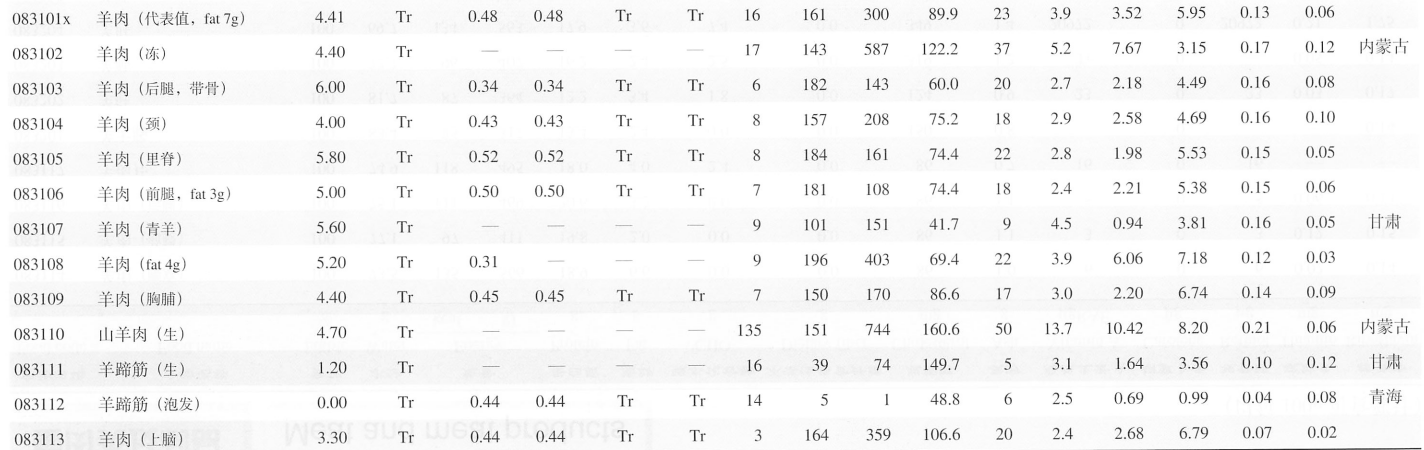 083101x 羊肉（代表值，fat 7g） 4.41 Tr 0.48 0.48 Tr Tr 16 161 300 89.9 23 3.9 3.52 5.95 0.13 0.06
083102 羊肉（冻） 4.40 Tr — — — — 17 143 587 122.2 37 5.2 7.67 3.15 0.17 0.12 内蒙古
083103 羊肉（后腿，带骨） 6.00 Tr 0.34 0.34 Tr Tr 6 182 143 60.0 20 2.7 2.18 4.49 0.16 0.08
083104 羊肉（颈） 4.00 Tr 0.43 0.43 Tr Tr 8 157 208 75.2 18 2.9 2.58 4.69 0.16 0.10
083105 羊肉（里脊） 5.80 Tr 0.52 0.52 Tr Tr 8 184 161 74.4 22 2.8 1.98 5.53 0.15 0.05
083106 羊肉（前腿，fat 3g） 5.00 Tr 0.50 0.50 Tr Tr 7 181 108 74.4 18 2.4 2.21 5.38 0.15 0.06
083107 羊肉（青羊） 5.60 Tr — — — — 9 101 151 41.7 9 4.5 0.94 3.81 0.16 0.05 甘肃
083108 羊肉（fat 4g） 5.20 Tr 0.31 — — — 9 196 403 69.4 22 3.9 6.06 7.18 0.12 0.03
083109 羊肉（胸脯） 4.40 Tr 0.45 0.45 Tr Tr 7 150 170 86.6 17 3.0 2.20 6.74 0.14 0.09
083110 山羊肉（生） 4.70 Tr — — — — 135 151 744 160.6 50 13.7 10.42 8.20 0.21 0.06 内蒙古
083111 羊蹄筋（生） 1.20 Tr — — — — 16 39 74 149.7 5 3.1 1.64 3.56 0.10 0.12 甘肃
083112 羊蹄筋（泡发） 0.00 Tr 0.44 0.44 Tr Tr 14 5 1 48.8 6 2.5 0.69 0.99 0.04 0.08 青海
083113 羊肉（上脑） 3.30 Tr 0.44 0.44 Tr Tr 3 164 359 106.6 20 2.4 2.68 6.79 0.07 0.02